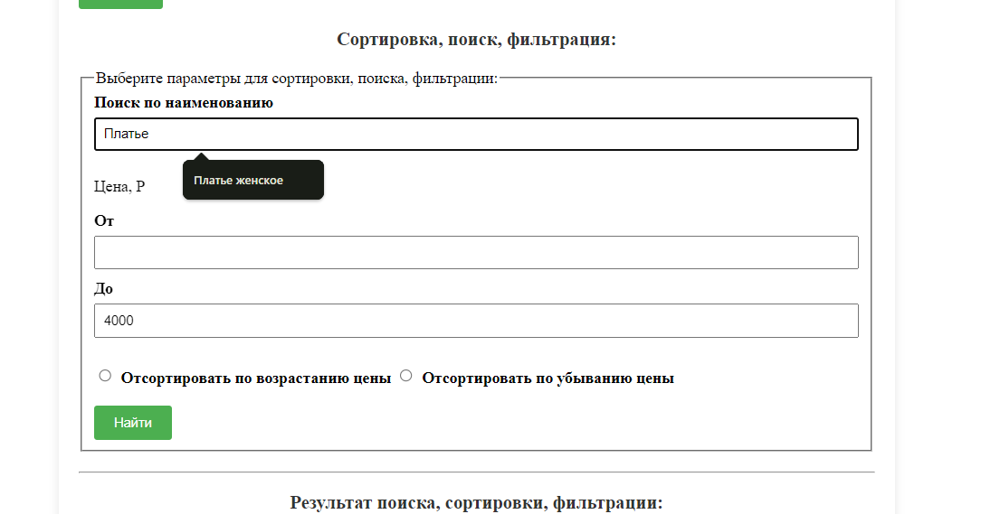 Сортировка, поиск, фильтрация:
Выберите параметры для сортировки, поиска, фильтрации:
Поиск по наименованию
Платье
Платье женское
Цена, Р
От
До
4000
Отсортировать по возрастанию цены Отсортировать по убыванию цены
Найти
Результат поиска, сортировки, фильтрации: